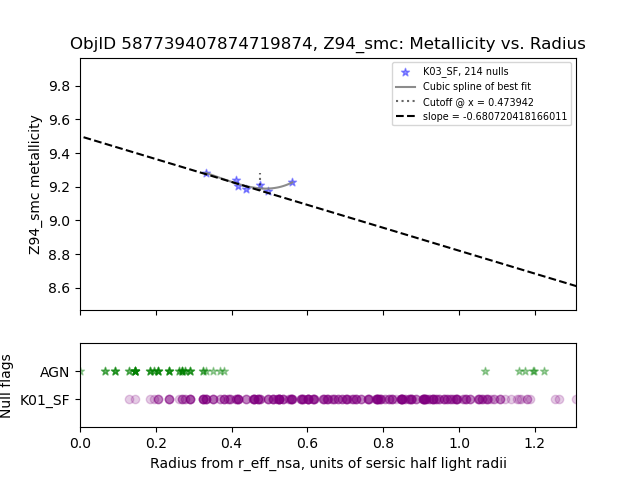 ObjID 587739407874719874, Z94_smc: Metallicity vs. Radius
K03_SF, 214 nulls
Cubic spline of best fit
Cutoff @ x = 0.473942
slope = -0.680720418166011
Z94_smc metallicity
9.8
9.6
9.4
9.2
9.0
8.8
8.6
Null flags
AGN
K01_SF
0.0 0.2 0.4 0.6 0.8 1.0 1.2
Radius from r_eff_nsa, units of sersic half light radii